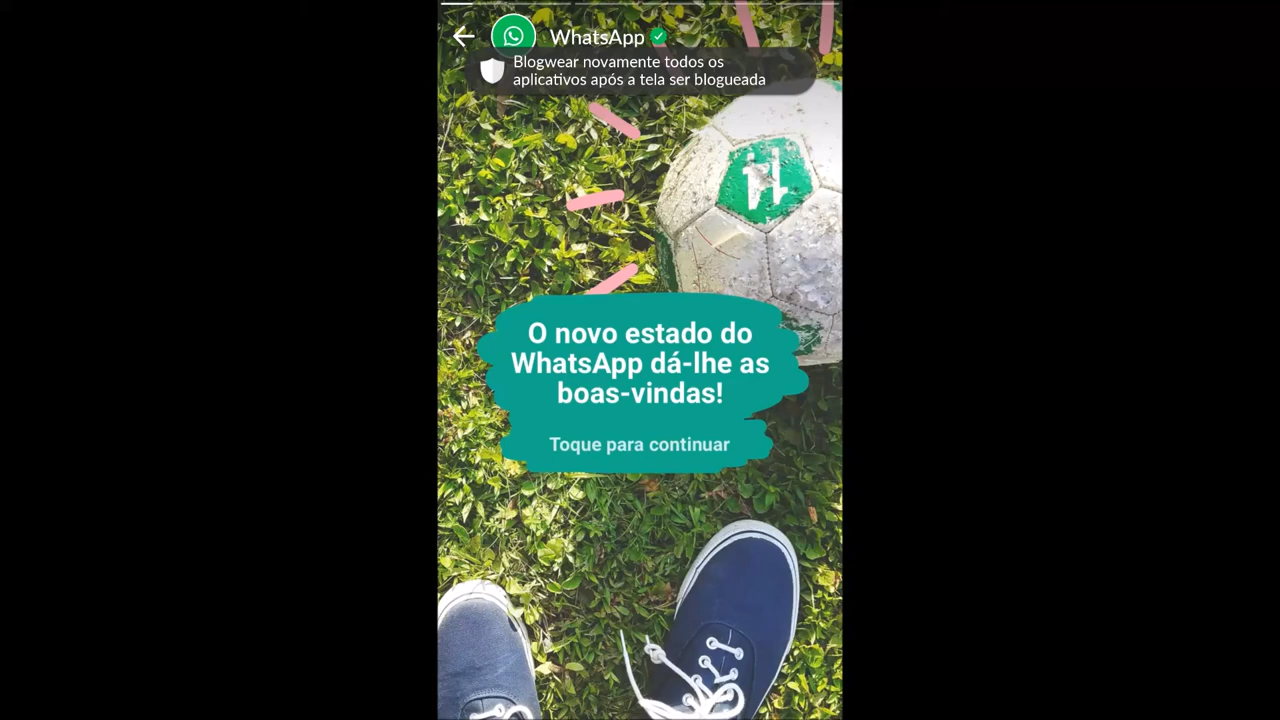 WhatsApp
Blogwear novamente todos os
aplicativos após a tela ser blogueada
O novo estado do
WhatsApp dá-lhe as
boas-vindas!
Toque para continuar